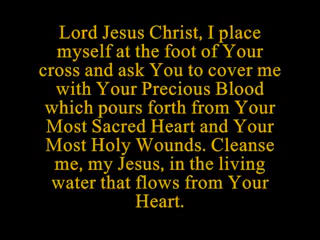 Lord Jesus Christ, I place
myself at the foot of Your
cross and ask You to cover me
with Your Precious Blood
which pours forth from Your
Most Sacred Heart and Your
Most Holy Wounds. Cleanse
me, my Jesus, in the living
water that flows from Your
Heart.